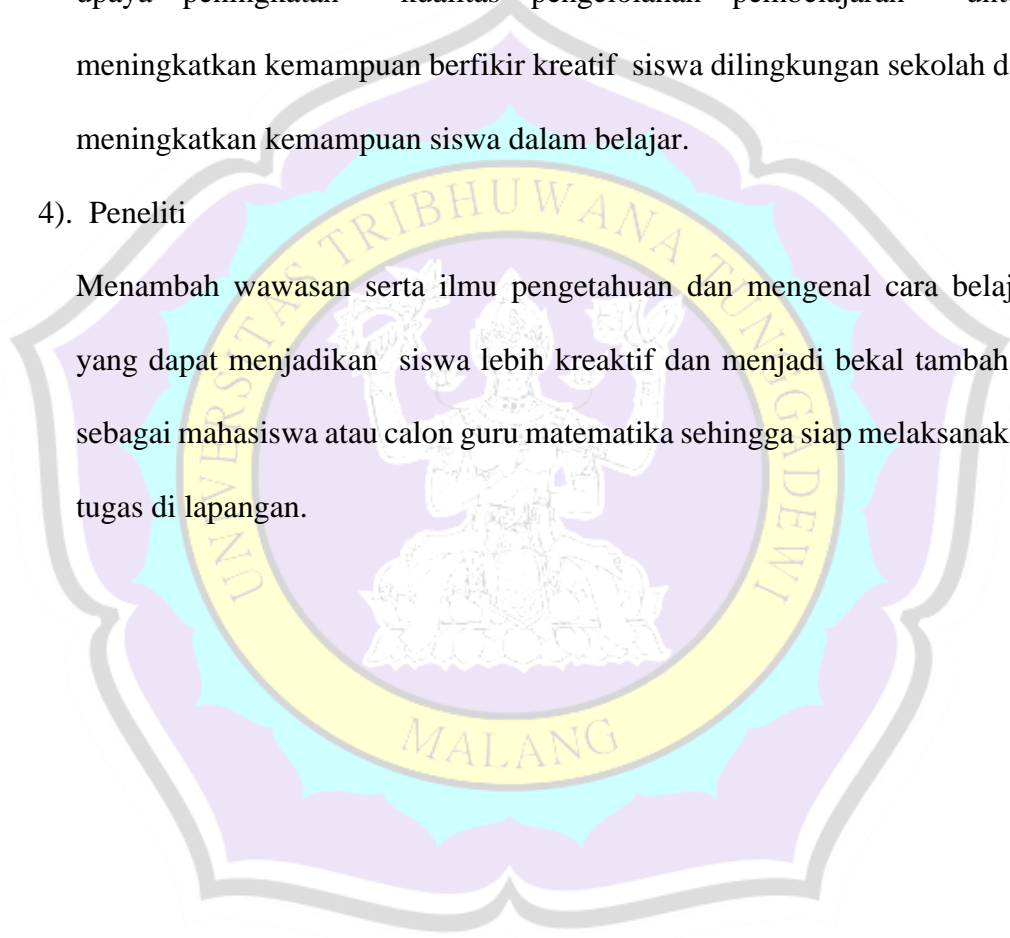 upaya peningkatan kualitas pengelolahan pembelajaran
meningkatkan kemampuan berfikir kreatif siswa dilingkungan sekolah d
meningkatkan kemampuan siswa dalam belajar.
4). Peneliti
Menambah wawasan serta ilmu pengetahuan dan mengenal cara belaj
yang dapat menjadikan siswa lebih kreaktif dan menjadi bekal tambah
sebagai mahasiswa atau calon guru matematika sehingga siap melaksanak
tugas di lapangan.
UNIVERSITAS TRIBHUWANA TUNGGADEWI
MALANG